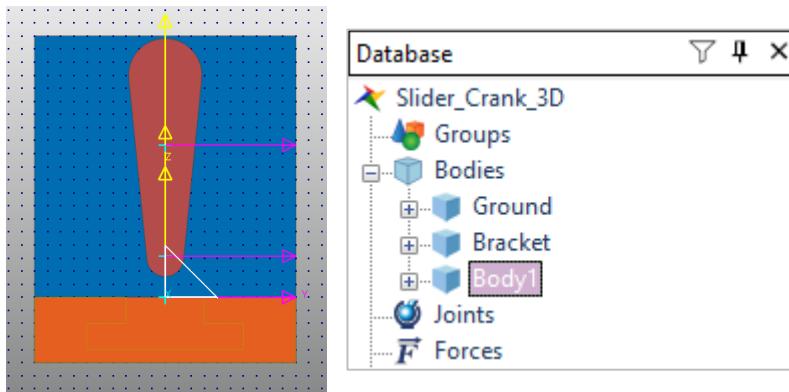 Z
Y
Database
Slider_Crank_3D
Groups
Bodies
Ground
Bracket
Body1
Joints
Forces